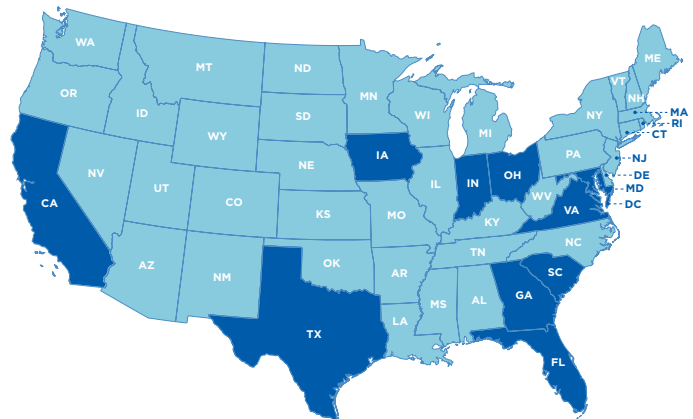 WA
MT
ND
MN
ME
VT
NH
OR
ID
WY
SD
WI
MI
NY
MA
RI
CT
NV
UT
CO
NE
IA
IL
IN
OH
PA
NJ
DE
MD
DC
CA
KS
MO
KY
WV
VA
AZ
NM
OK
AR
TN
NC
SC
TX
LA
MS
AL
GA
FL